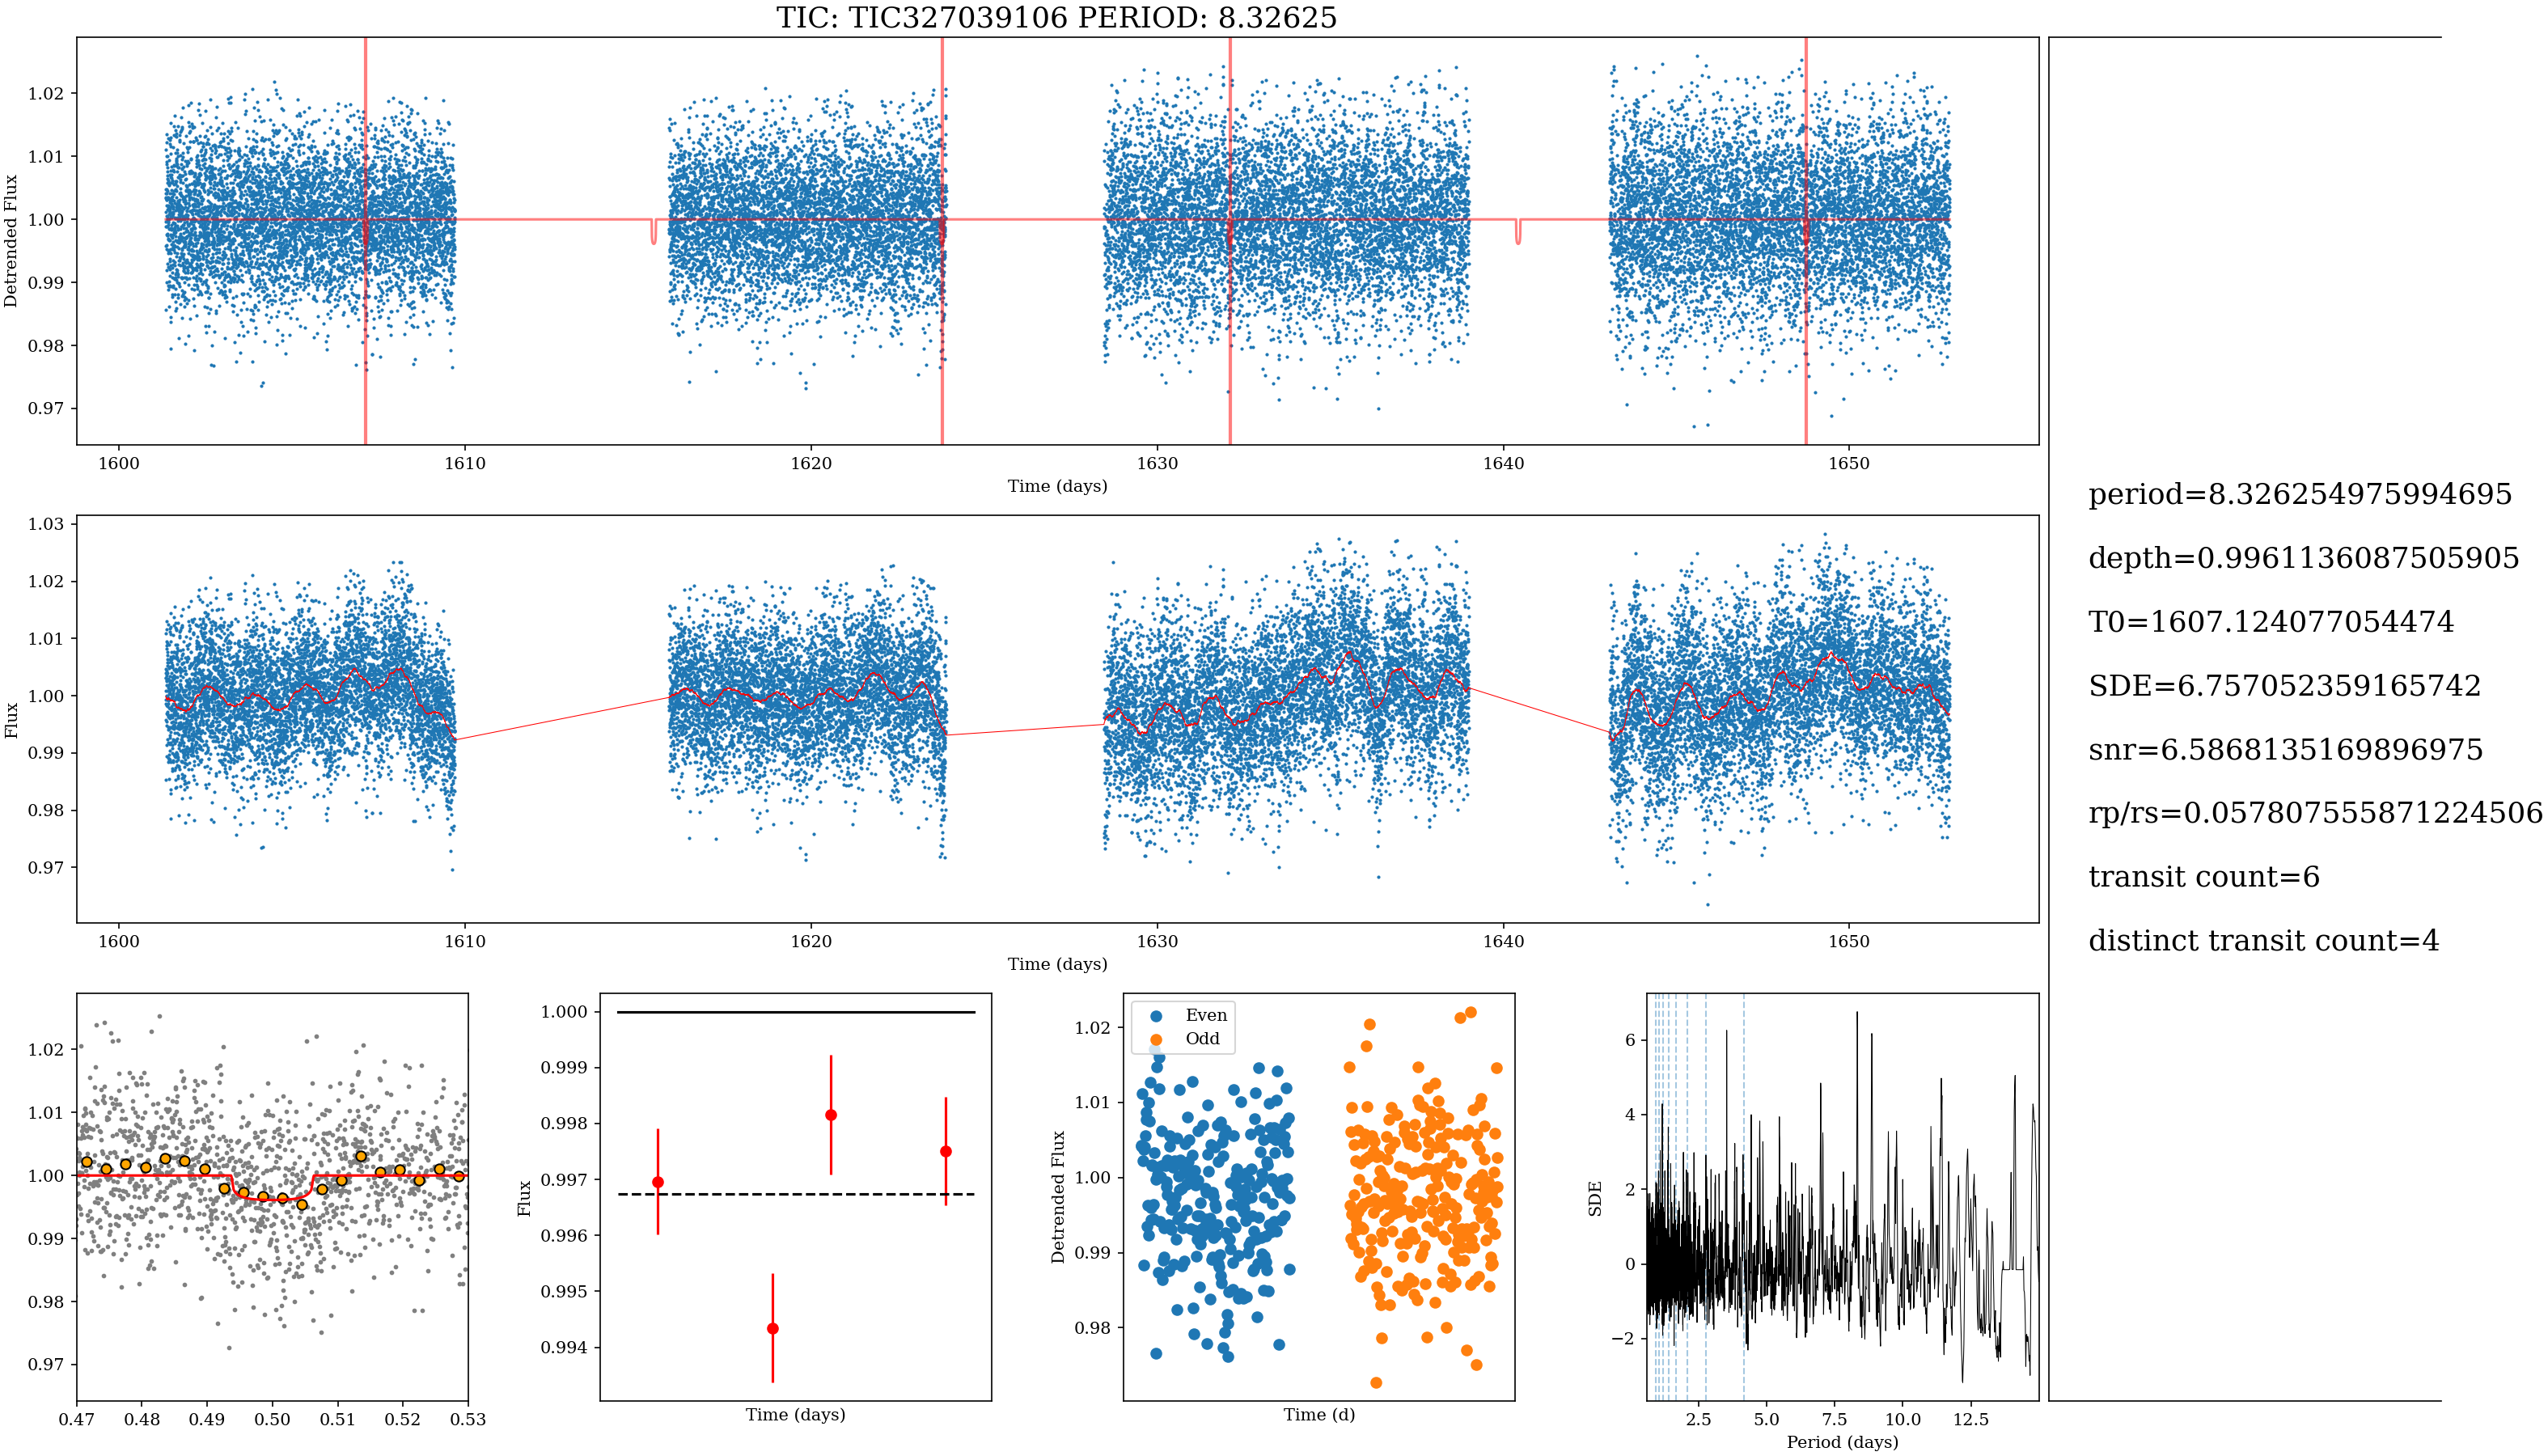 TIC: TIC327039106 PERIOD: 8.32625
Detrended Flux
1.02
1.01
1.00
0.99
0.98
0.97
1600 1610 1620 1630 1640 1650
Time (days)
Flux
1.03
1.02
1.01
1.00
0.99
0.98
0.97
1600 1610 1620 1630 1640 1650
Time (days)
period=8.326254975994695
depth=0.9961136087505905
T0=1607.124077054474
SDE=6.757052359165742
snr=6.5868135169896975
rp/rs=0.057807555871224506
transit count=6
distinct transit count=4
1.02
1.01
1.00
0.99
0.98
0.97
0.47 0.48 0.49 0.50 0.51 0.52 0.53
Flux
1.000
0.999
0.998
0.997
0.996
0.995
0.994
Time (days)
Detrended Flux
1.02
1.01
1.00
0.99
0.98
Even
Odd
Time (d)
SDE
6
4
2
0
−2
2.5 5.0 7.5 10.0 12.5
Period (days)